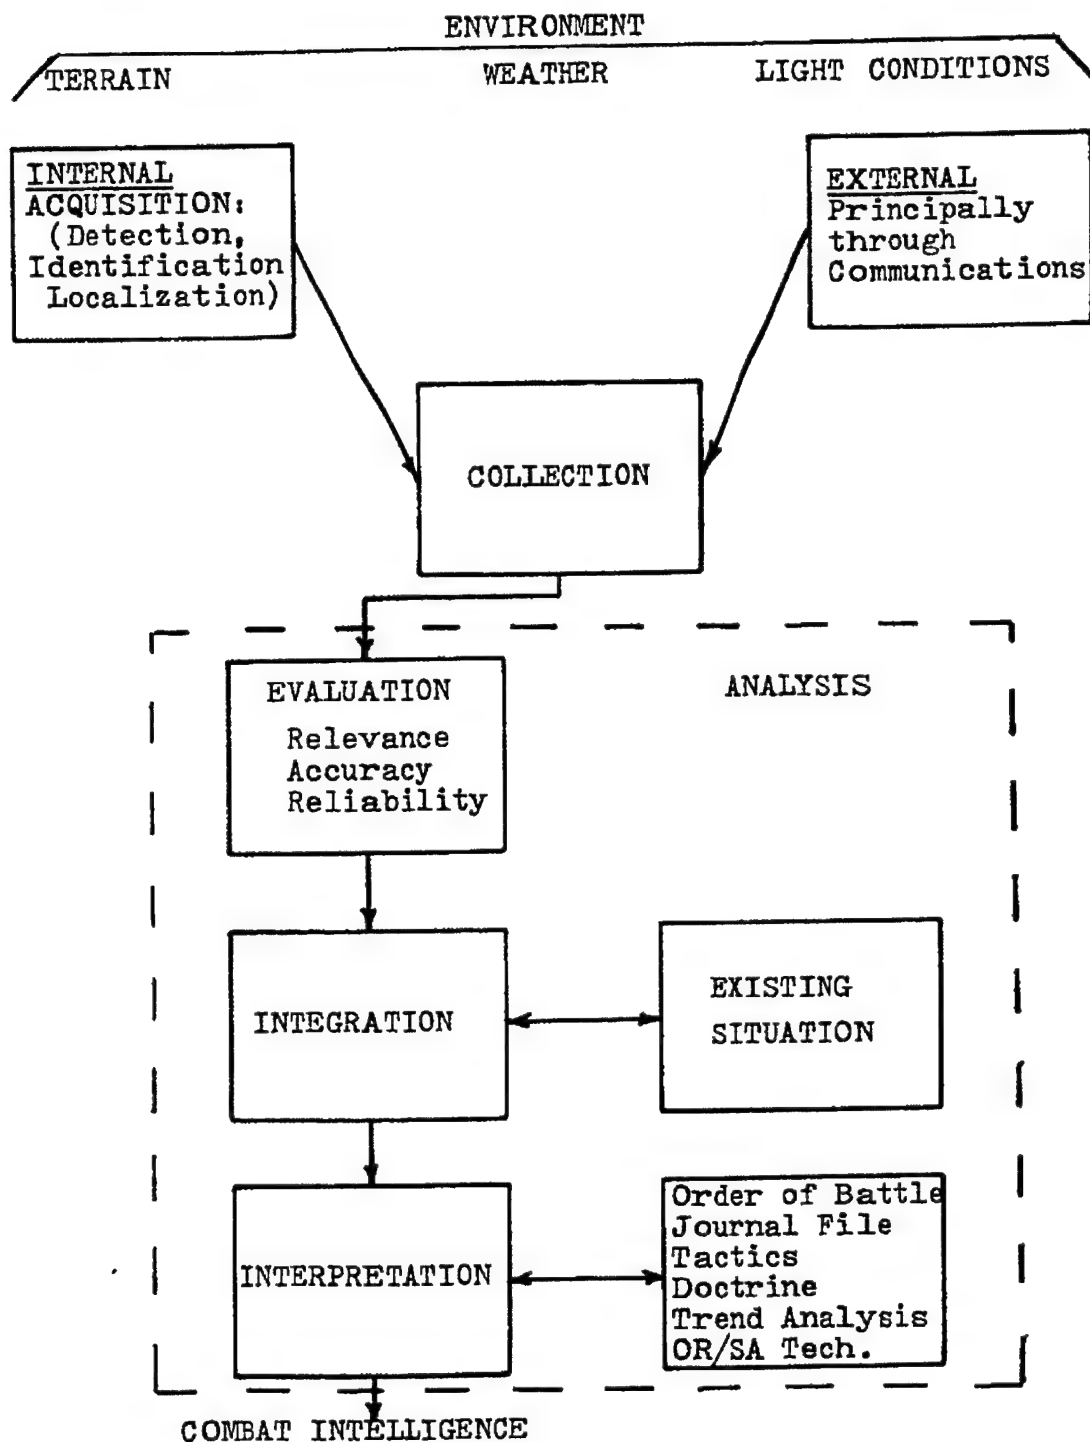 ENVIRONMENT
TERRAIN WEATHER LIGHT CONDITIONS
INTERNAL
ACQUISITION:
(Detection,
Identification
Localization)
EXTERNAL
Principally
through
Communications
COLLECTION
EVALUATION
Relevance
Accuracy
Reliability
ANALYSIS
INTEGRATION
EXISTING
SITUATION
INTERPRETATION
Order of Battle
Journal File
Tactics
Doctrine
Trend Analysis
OR/SA Tech.
COMBAT INTELLIGENCE